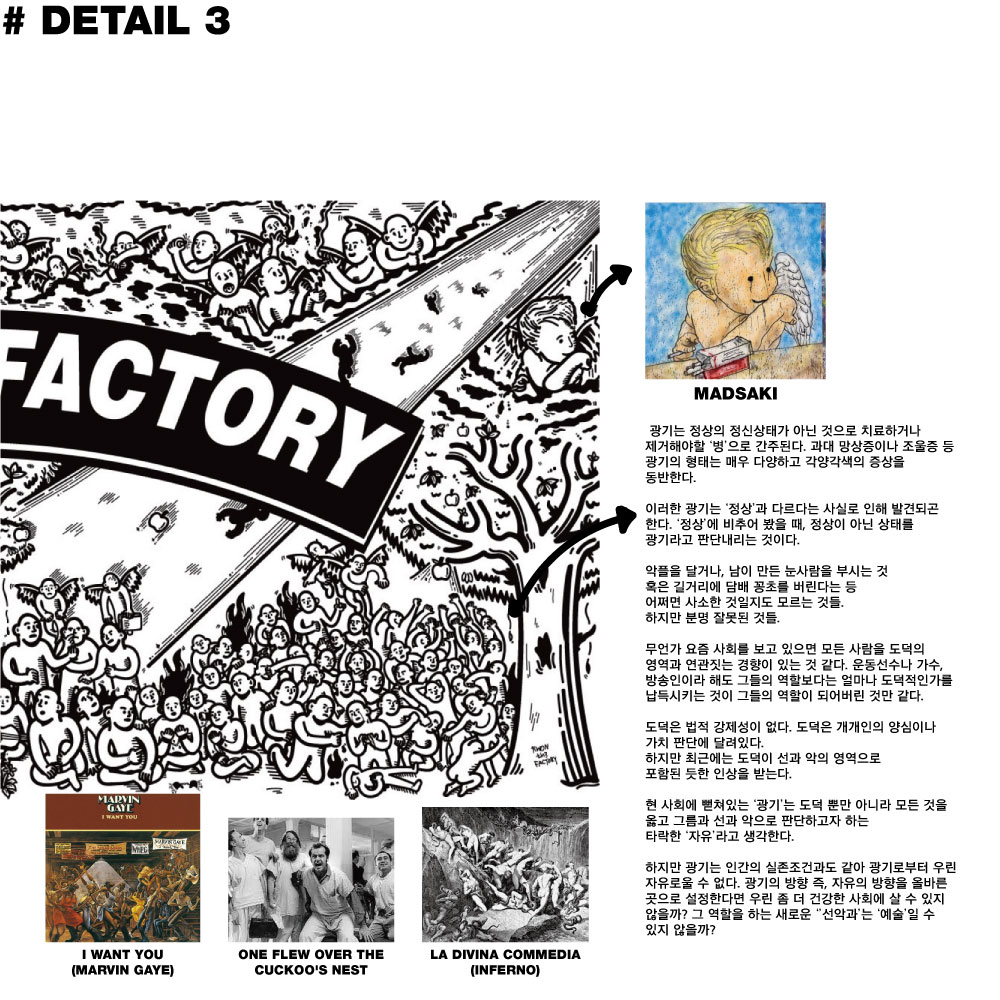 # DETAIL 3
FACTORY
MADSAKI
광기는 정상의 정신상태가 아닌 것으로 치료하거나
제거해야할 '병'으로 간주된다. 과대 망상증이나 조울증 등
광기의 형태는 매우 다양하고 각양각색의 증상을
동반한다.
이러한 광기는 '정상'과 다르다는 사실로 인해 발견되곤
한다. '정상'에 비추어 봤을 때, 정상이 아닌 상태를
광기라고 판단내리는 것이다.
악플을 달거나, 남이 만든 눈사람을 부시는 것
혹은 길거리에 담배 꽁초를 버린다는 등
어쩌면 사소한 것일지도 모르는 것들.
하지만 분명 잘못된 것들.
무언가 요즘 사회를 보고 있으면 모든 사람을 도덕의
영역과 연관짓는 경향이 있는 것 같다. 운동선수나 가수,
방송인이라 해도 그들의 역할보다는 얼마나 도덕적인가를
납득시키는 것이 그들의 역할이 되어버린 것만 같다.
도덕은 법적 강제성이 없다. 도덕은 개개인의 양심이나
가치 판단에 달려있다.
하지만 최근에는 도덕이 선과 악의 영역으로
포함된 듯한 인상을 받는다.
현 사회에 뻗쳐있는 '광기'는 도덕 뿐만 아니라 모든 것을
옳고 그름과 선과 악으로 판단하고자 하는
타락한 '자유'라고 생각한다.
하지만 광기는 인간의 실존조건과도 같아 광기로부터 우린
자유로울 수 없다. 광기의 방향 즉, 자유의 방향을 올바른
곳으로 설정한다면 우린 좀 더 건강한 사회에 살 수 있지
않을까? 그 역할을 하는 새로운 "선악과'는 '예술'일 수
있지 않을까?
MARVIN
GAYE
I WANT YOU
I WANT YOU
(MARVIN GAYE)
ONE FLEW OVER THE
CUCKOO'S NEST
LA DIVINA COMMEDIA
(INFERNO)